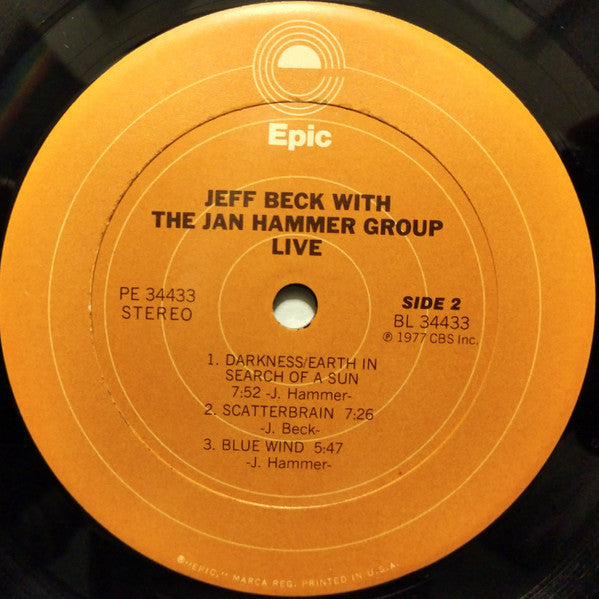 Epic
JEFF BECK WITH
THE JAN HAMMER GROUP
LIVE
PE 34433
STEREO
SIDE 2
BL 34433
℗ 1977 CBS Inc.
1. DARKNESS/EARTH IN
SEARCH OF A SUN
7:52 -J. Hammer-
2. SCATTERBRAIN 7:26
-J. Beck-
3. BLUE WIND 5:47
-J. Hammer-
®"EPIC," MARCA REG. PRINTED IN U.S.A.